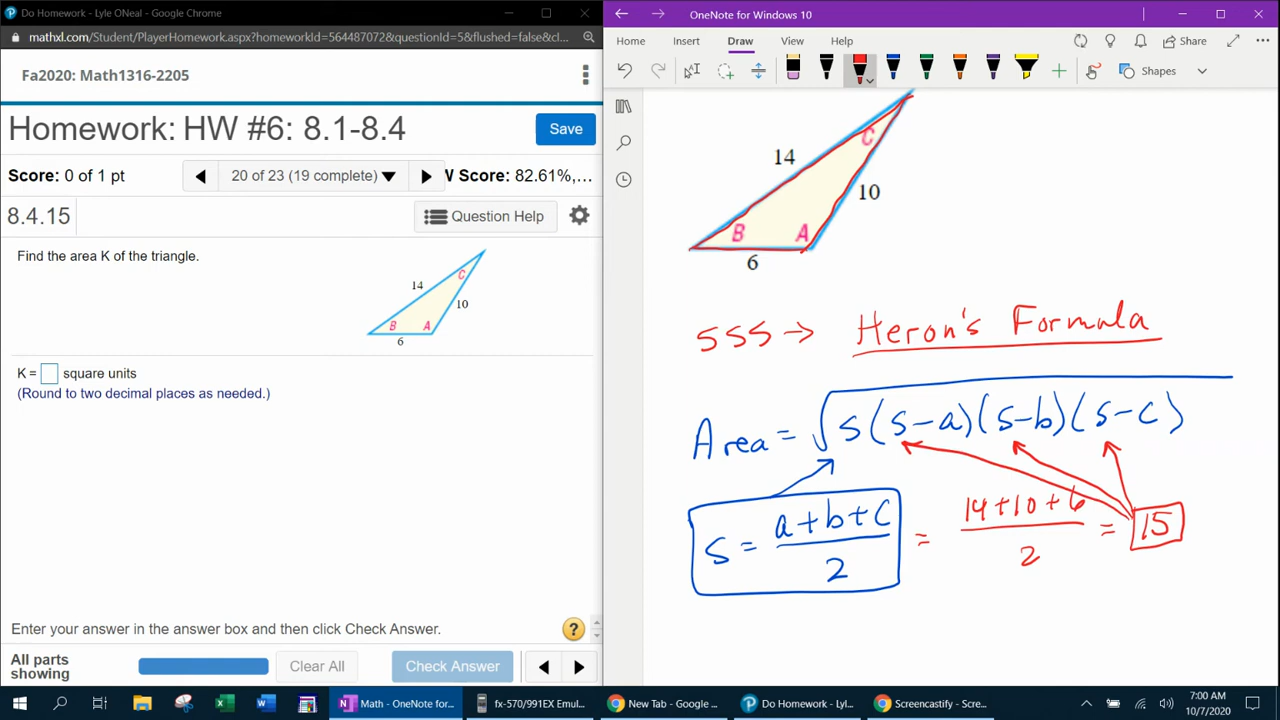 Do Homework - Lyle ONeal - Google Chrome
mathxl.com/Student/PlayerHomework.aspx?homeworkId=564487072&questionId=5&flushed=false&c...
Fa2020: Math1316-2205
Homework: HW #6: 8.1-8.4
Save
Score: 0 of 1 pt
20 of 23 (19 complete)
W Score: 82.61%,...
8.4.15
Question Help
Find the area K of the triangle.
14
C
10
B
A
6
K =
square units
(Round to two decimal places as needed.)
Enter your answer in the answer box and then click Check Answer.
?
All parts
showing
Clear All
Check Answer
OneNote for Windows 10
Home
Insert
Draw
View
Help
Share
Shapes
14
C
10
B
A
6
SSS → Heron's Formula
Area = √s(s-a)(s-b)(s-c)
s = a+b+c / 2 = 14+10+6 / 2 = 15
Math - OneNote for...
fx-570/991EX Emul...
New Tab - Google ...
Do Homework - Lyl...
Screencastify - Scre...
7:00 AM
10/7/2020